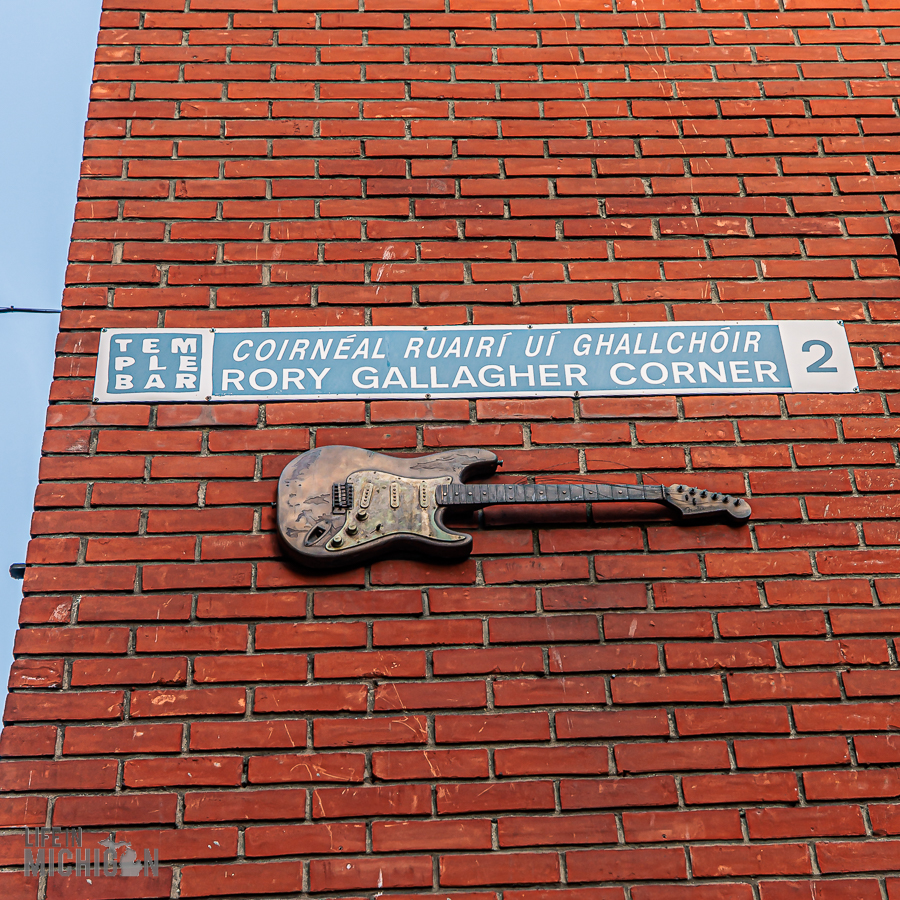 TEM
PLE
BAR
COIRNÉAL RUAIRÍ UÍ GHALLCHÓIR
RORY GALLAGHER CORNER
2
LIFE IN
MICHIGAN